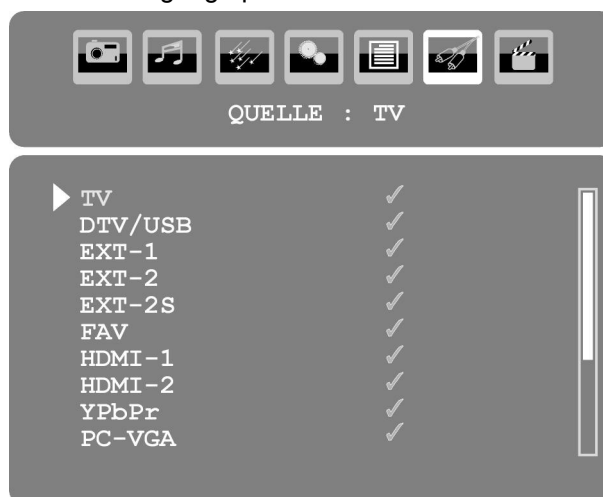 QUELLE : TV
TV
DTV/USB
EXT-1
EXT-2
EXT-2S
FAV
HDMI-1
HDMI-2
YPbPr
PC-VGA